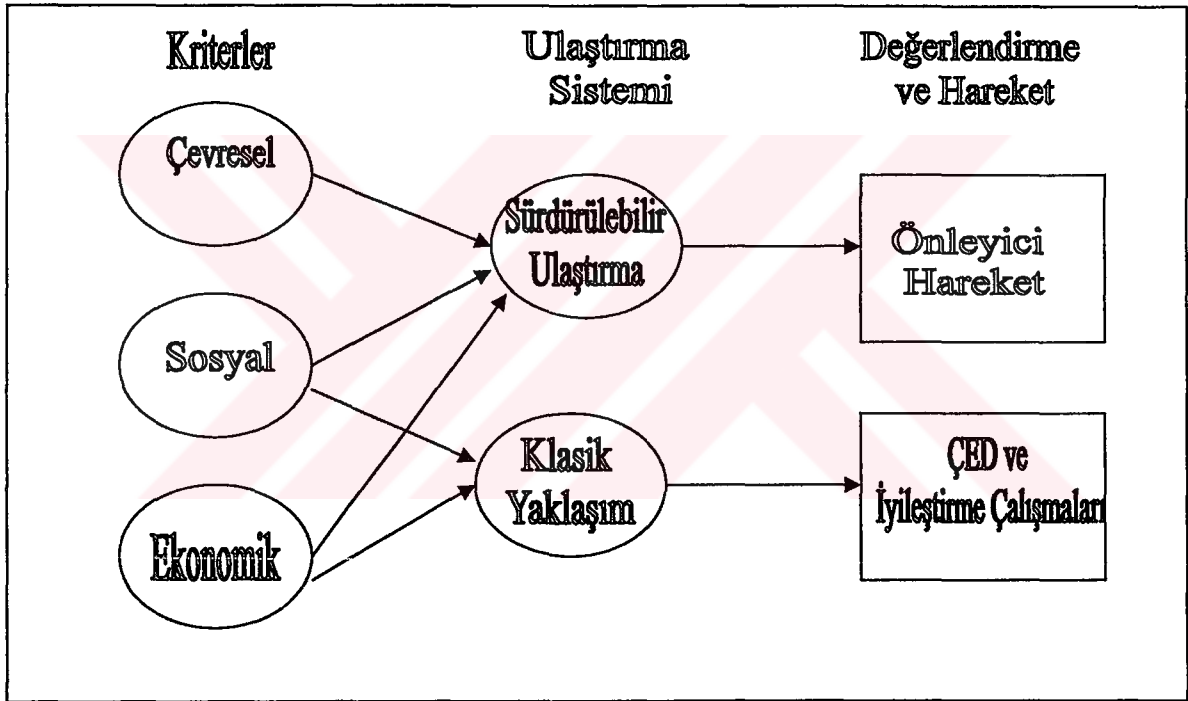 Kriterler
Ulaştırma
Sistemi
Değerlendirme
ve Hareket
Çevresel
Sosyal
Ekonomik
Sürdürülebilir
Ulaştırma
Klasik
Yaklaşım
Önleyici
Hareket
ÇED ve
İyileştirme Çalışmaları